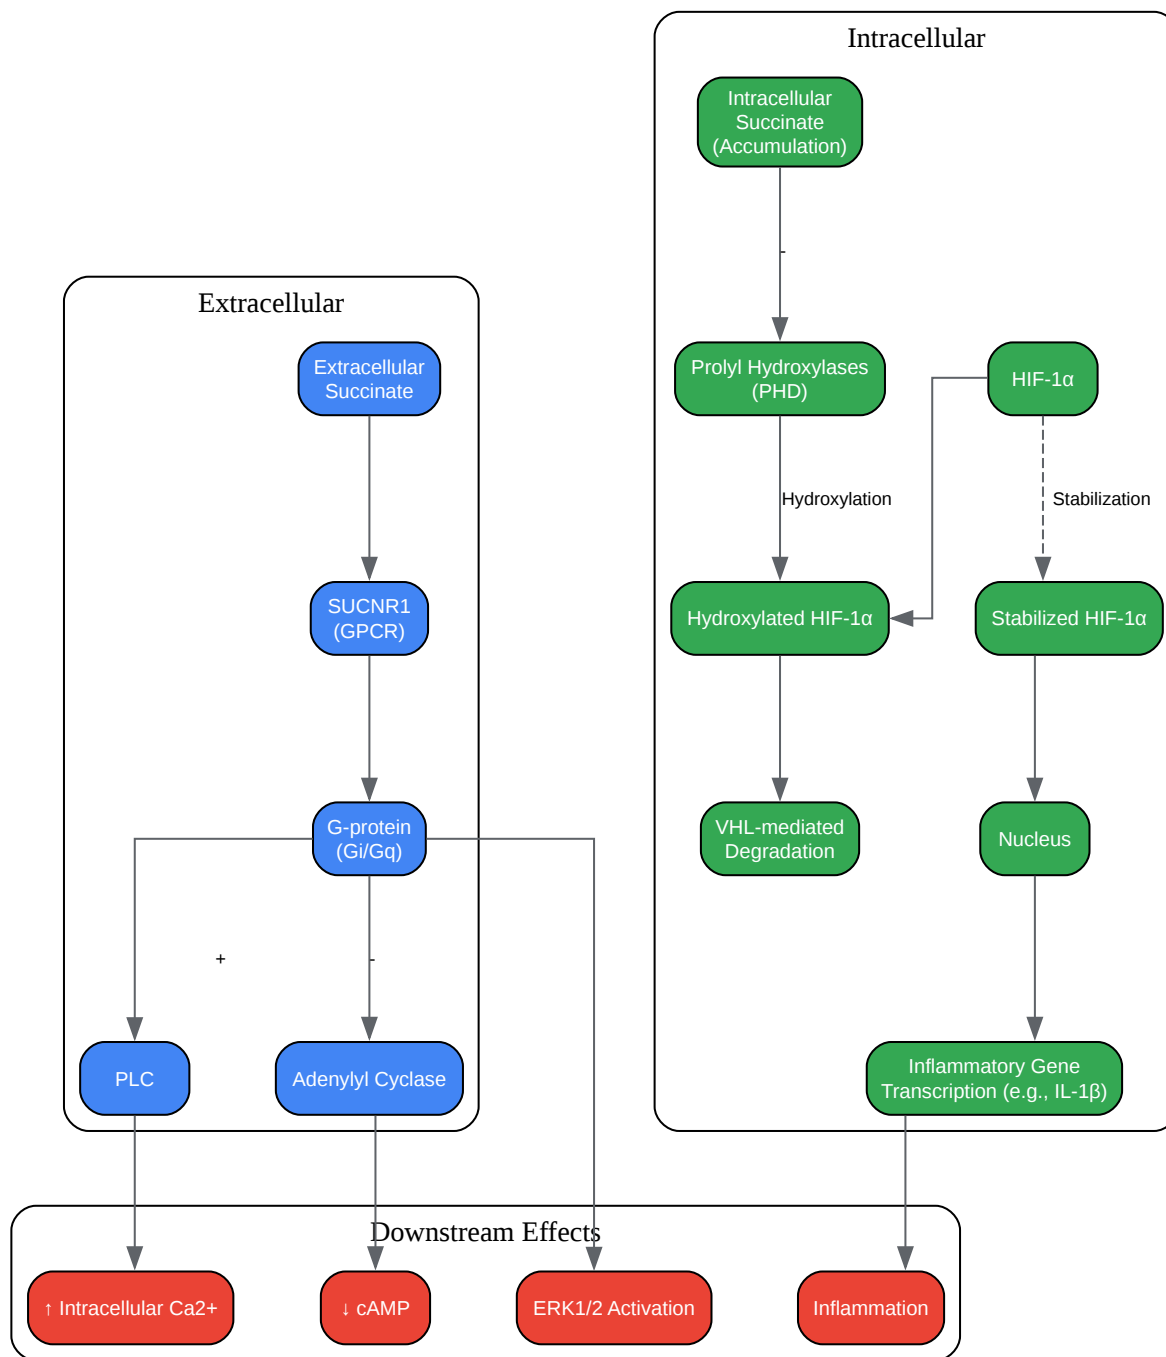 Intracellular
Intracellular
Succinate
(Accumulation)
-
Extracellular
Extracellular
Succinate
Prolyl Hydroxylases
(PHD)
HIF-1α
Hydroxylation
Stabilization
SUCNR1
(GPCR)
Hydroxylated HIF-1α
Stabilized HIF-1α
G-protein
(Gi/Gq)
VHL-mediated
Degradation
Nucleus
+
-
PLC
Adenylyl Cyclase
Inflammatory Gene
Transcription (e.g., IL-1β)
Downstream Effects
↑ Intracellular Ca2+
↓ cAMP
ERK1/2 Activation
Inflammation